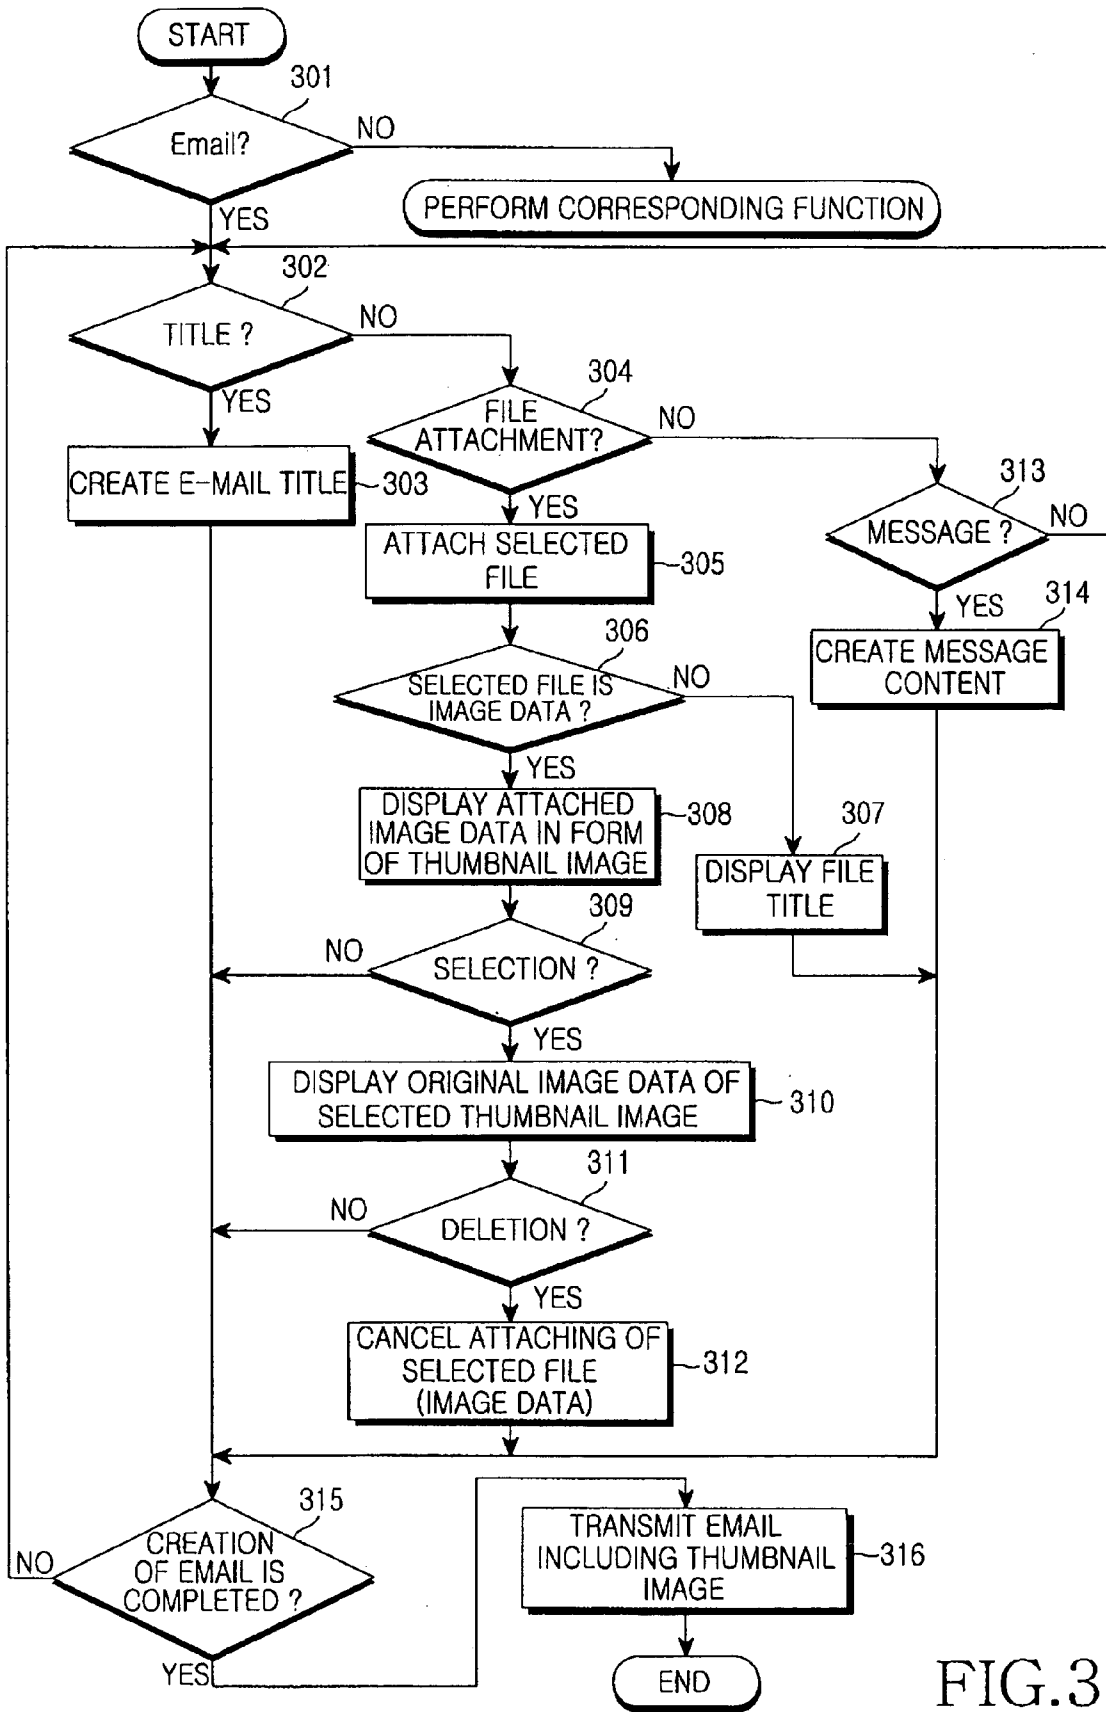 START
301
Email?
NO
PERFORM CORRESPONDING FUNCTION
YES
302
TITLE ?
NO
YES
304
FILE
ATTACHMENT?
NO
CREATE E-MAIL TITLE
303
YES
313
MESSAGE ?
NO
ATTACH SELECTED
FILE
305
YES
314
CREATE MESSAGE
CONTENT
306
SELECTED FILE IS
IMAGE DATA ?
NO
YES
DISPLAY ATTACHED
IMAGE DATA IN FORM
OF THUMBNAIL IMAGE
308
307
DISPLAY FILE
TITLE
309
SELECTION ?
NO
YES
DISPLAY ORIGINAL IMAGE DATA OF
SELECTED THUMBNAIL IMAGE
310
311
DELETION ?
NO
YES
CANCEL ATTACHING OF
SELECTED FILE
(IMAGE DATA)
312
315
CREATION
OF EMAIL IS
COMPLETED ?
NO
YES
TRANSMIT EMAIL
INCLUDING THUMBNAIL
IMAGE
316
END
FIG.3